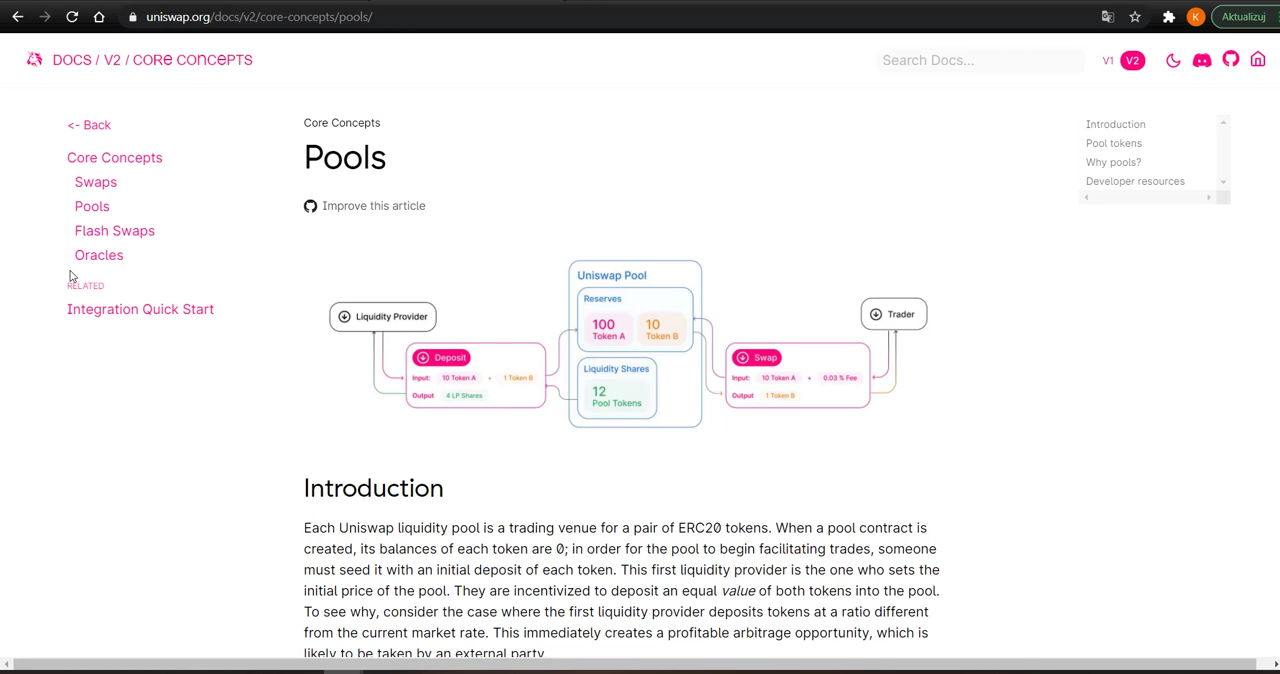 uniswap.org/docs/v2/core-concepts/pools/
K
Aktualizuj
DOCS / V2 / CORE CONCEPTS
Search Docs...
V1 V2
<- Back
Core Concepts
Swaps
Pools
Flash Swaps
Oracles
RELATED
Integration Quick Start
Core Concepts
Pools
Improve this article
Introduction
Pool tokens
Why pools?
Developer resources
Liquidity Provider
Deposit
Input: 10 Token A + 1 Token B
Output 4 LP Shares
Uniswap Pool
Reserves
100 Token A
10 Token B
Liquidity Shares
12 Pool Tokens
Trader
Swap
Input: 10 Token A + 0.03 % Fee
Output 1 Token B
Introduction
Each Uniswap liquidity pool is a trading venue for a pair of ERC20 tokens. When a pool contract is
created, its balances of each token are 0; in order for the pool to begin facilitating trades, someone
must seed it with an initial deposit of each token. This first liquidity provider is the one who sets the
initial price of the pool. They are incentivized to deposit an equal value of both tokens into the pool.
To see why, consider the case where the first liquidity provider deposits tokens at a ratio different
from the current market rate. This immediately creates a profitable arbitrage opportunity, which is
likely to be taken by an external party.